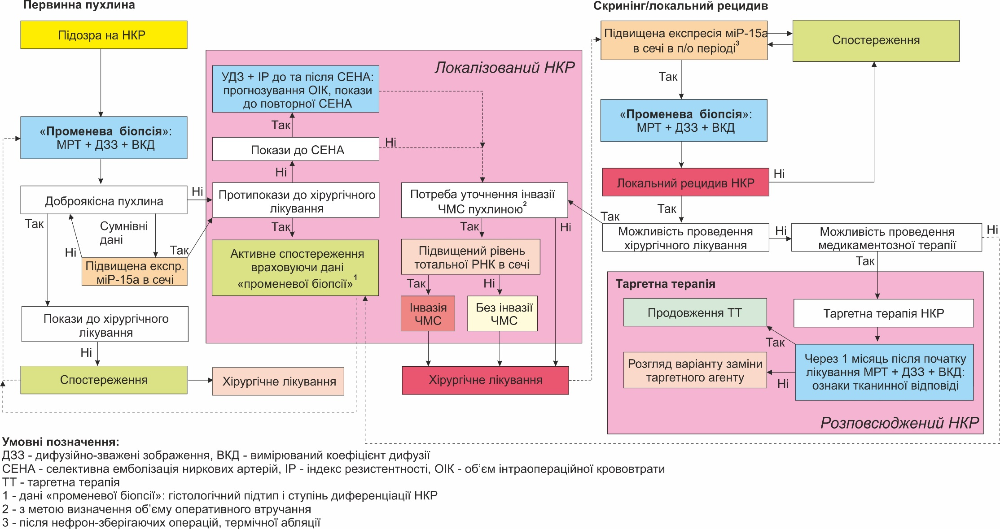 Первинна пухлина
Підозра на НКР
«Променева біопсія»:
МРТ + ДЗЗ + ВКД
Доброякісна пухлина
Ні
Так
Сумнівні
дані
Ні
Так
Підвищена експр.
міР-15а в сечі
Покази до хірургічного
лікування
Ні
Спостереження
Хірургічне лікування
Локалізований НКР
УДЗ + ІР до та після СЕНА:
прогнозування ОІК, покази
до повторної СЕНА
Так
Покази до СЕНА
Ні
Ні
Протипокази до хірургічного
лікування
Так
Активне спостереження
враховуючи дані
«променевої біопсії»1
Потреба уточнення інвазії
ЧМС пухлиною2
Так
Ні
Підвищений рівень
тотальної РНК в сечі
Так
Ні
Інвазія
ЧМС
Без інвазії
ЧМС
Хірургічне лікування
Скринінг/локальний рецидив
Підвищена експресія міР-15а
в сечі в п/о періоді3
Спостереження
Так
«Променева біопсія»:
МРТ + ДЗЗ + ВКД
Локальний рецидив НКР
Ні
Так
Так
Можливість проведення
хірургічного лікування
Ні
Можливість проведення
медикаментозної терапії
Ні
Так
Таргетна терапія
Продовження ТТ
Таргетна терапія НКР
Так
Розгляд варіанту заміни
таргетного агенту
Ні
Через 1 місяць після початку
лікування МРТ + ДЗЗ + ВКД:
ознаки тканинної відповіді
Розповсюджений НКР
Умовні позначення:
ДЗЗ - дифузійно-зважені зображення, ВКД - вимірюваний коефіцієнт дифузії
СЕНА - селективна емболізація ниркових артерій, ІР - індекс резистентності, ОІК - об’єм інтраопераційної крововтрати
ТТ - таргетна терапія
1 - дані «променевої біопсії»: гістологічний підтип і ступінь диференціації НКР
2 - з метою визначення об’єму оперативного втручання
3 - після нефрон-зберігаючих операцій, термічної абляції